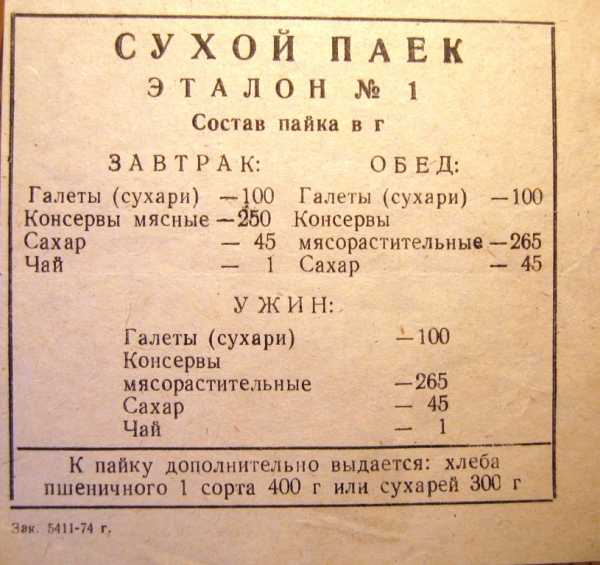 СУХОЙ ПАЕК
ЭТАЛОН № 1
Состав пайка в г
ЗАВТРАК:
Галеты (сухари) —100
Консервы мясные —250
Сахар — 45
Чай — 1
ОБЕД:
Галеты (сухари) —100
Консервы
мясорастительные —265
Сахар — 45
УЖИН:
Галеты (сухари) —100
Консервы
мясорастительные —265
Сахар — 45
Чай — 1
К пайку дополнительно выдается: хлеба
пшеничного 1 сорта 400 г или сухарей 300 г
Зак. 5411-74 г.